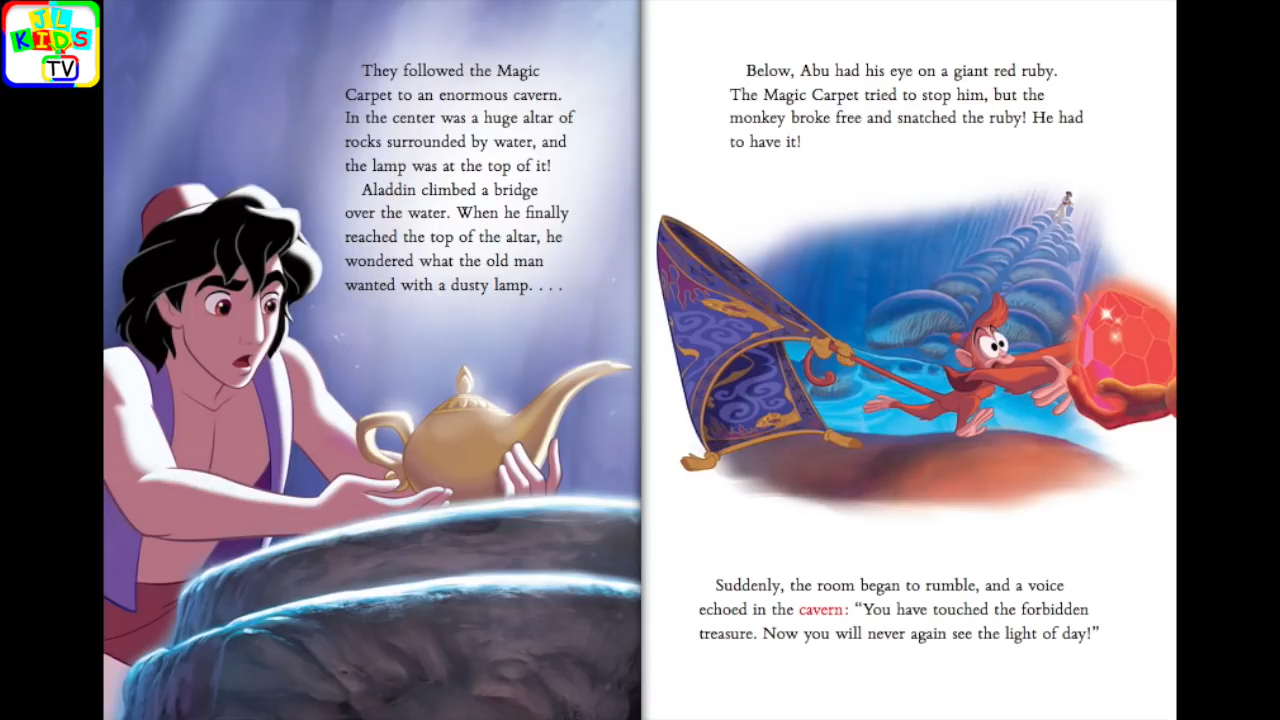 JL
KIDS
TV
They followed the Magic
Carpet to an enormous cavern.
In the center was a huge altar of
rocks surrounded by water, and
the lamp was at the top of it!
Aladdin climbed a bridge
over the water. When he finally
reached the top of the altar, he
wondered what the old man
wanted with a dusty lamp. . . .
Below, Abu had his eye on a giant red ruby.
The Magic Carpet tried to stop him, but the
monkey broke free and snatched the ruby! He had
to have it!
Suddenly, the room began to rumble, and a voice
echoed in the cavern: “You have touched the forbidden
treasure. Now you will never again see the light of day!”